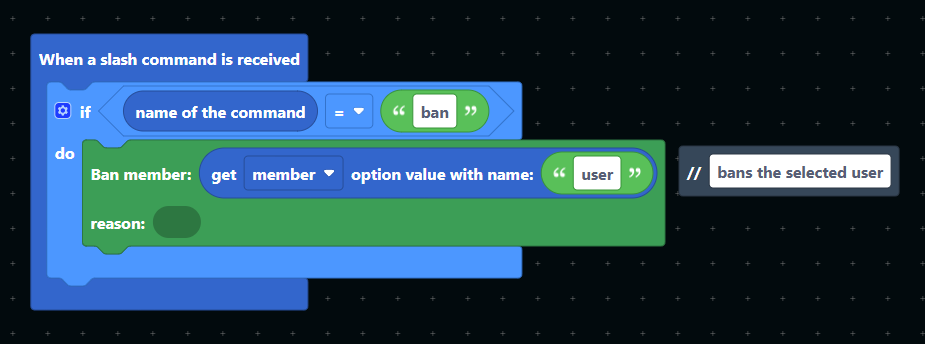 When a slash command is received
if name of the command = “ ban ”
do
Ban member: get member option value with name: “ user ” // bans the selected user
reason: